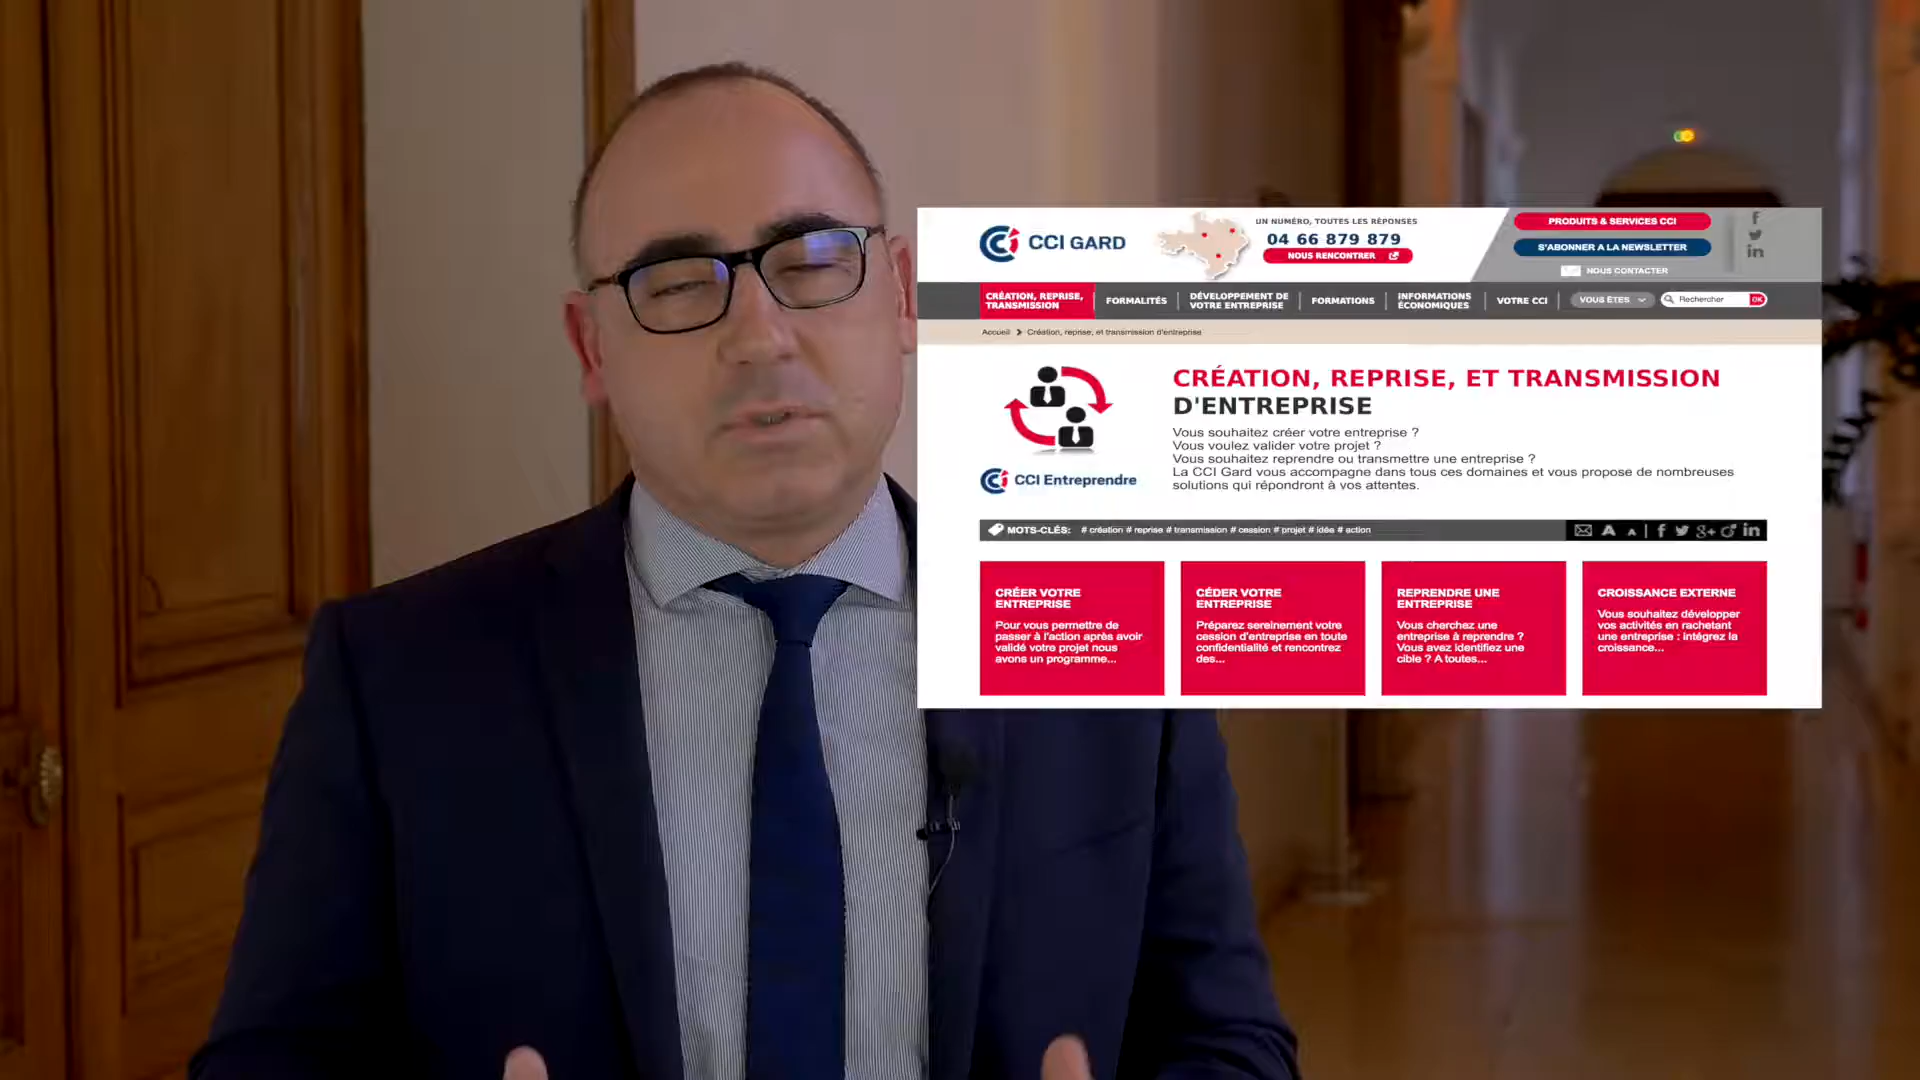 CCI GARD
UN NUMÉRO, TOUTES LES RÉPONSES
04 66 879 879
NOUS RENCONTRER
PRODUITS & SERVICES CCI
S'ABONNER A LA NEWSLETTER
NOUS CONTACTER
CRÉATION, REPRISE,
TRANSMISSION
FORMALITÉS
DÉVELOPPEMENT DE
VOTRE ENTREPRISE
FORMATIONS
INFORMATIONS
ÉCONOMIQUES
VOTRE CCI
VOUS ÊTES
Rechercher
OK
Accueil > Création, reprise, et transmission d'entreprise
CRÉATION, REPRISE, ET TRANSMISSION
D'ENTREPRISE
Vous souhaitez créer votre entreprise ?
Vous voulez valider votre projet ?
Vous souhaitez reprendre ou transmettre une entreprise ?
La CCI Gard vous accompagne dans tous ces domaines et vous propose de nombreuses
solutions qui répondront à vos attentes.
CCI Entreprendre
MOTS-CLÉS: # création # reprise # transmission # cession # projet # idée # action
A A | f g+ in
CRÉER VOTRE
ENTREPRISE
Pour vous permettre de
passer à l'action après avoir
validé votre projet nous
avons un programme...
CÉDER VOTRE
ENTREPRISE
Préparez sereinement votre
cession d'entreprise en toute
confidentialité et rencontrez
des...
REPRENDRE UNE
ENTREPRISE
Vous cherchez une
entreprise à reprendre ?
Vous avez identifiez une
cible ? A toutes...
CROISSANCE EXTERNE
Vous souhaitez développer
vos activités en rachetant
une entreprise : intégrez la
croissance...